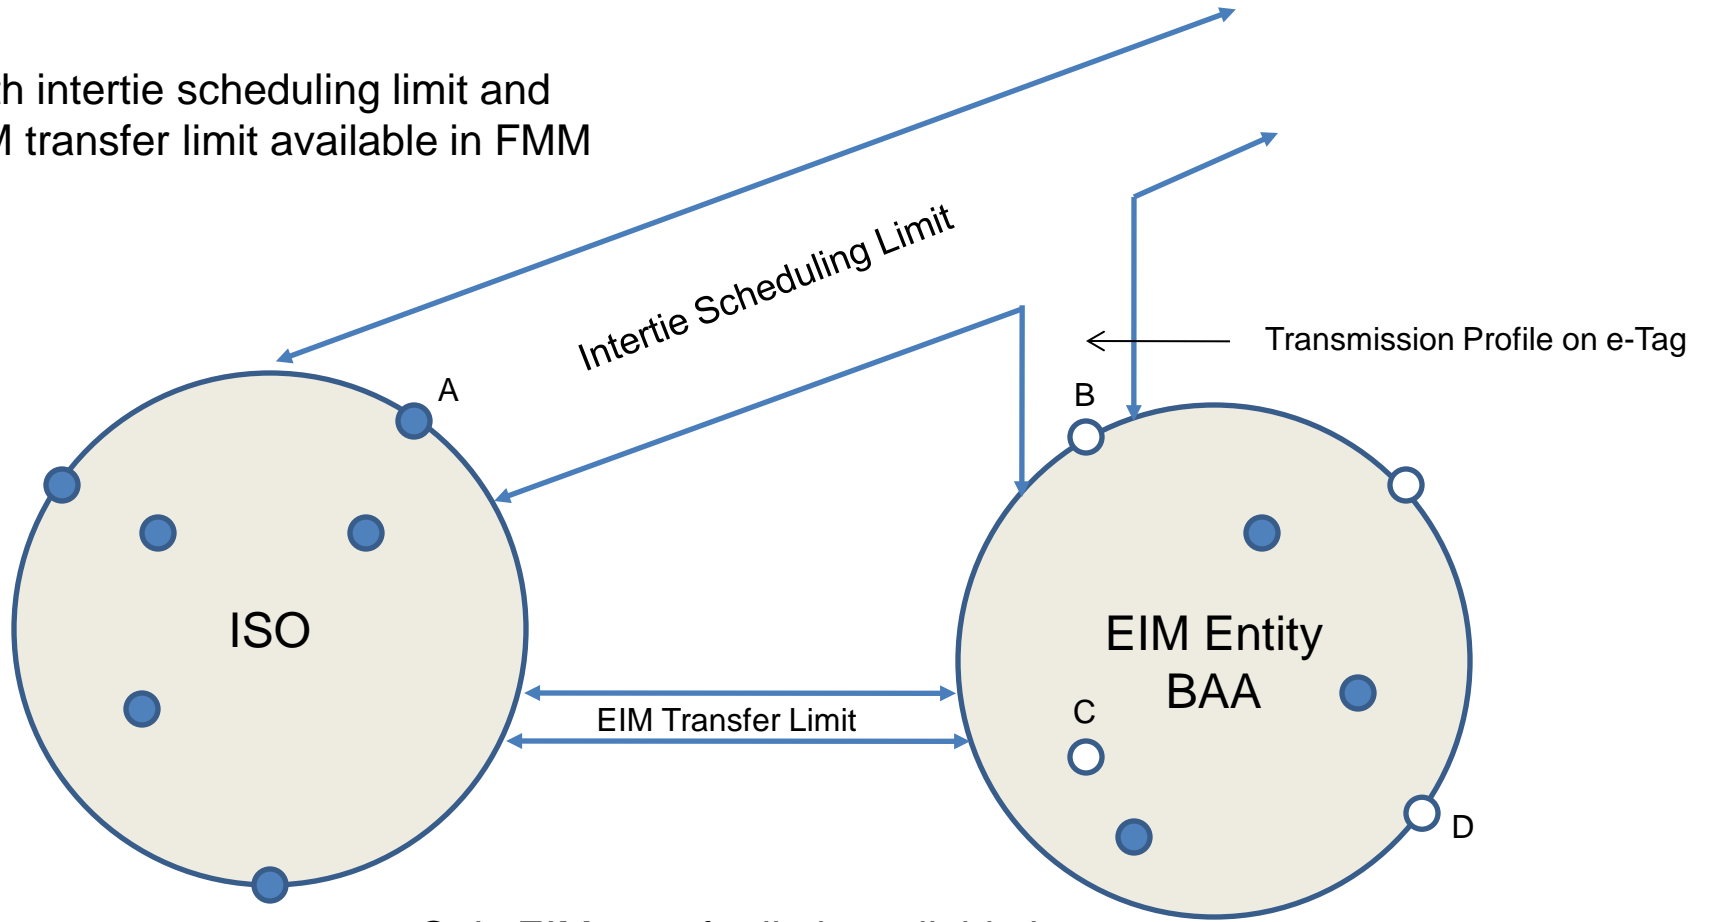 th intertie scheduling limit and
M transfer limit available in FMM
Intertie Scheduling Limit
Transmission Profile on e-Tag
A
B
ISO
EIM Entity
BAA
C
EIM Transfer Limit
D